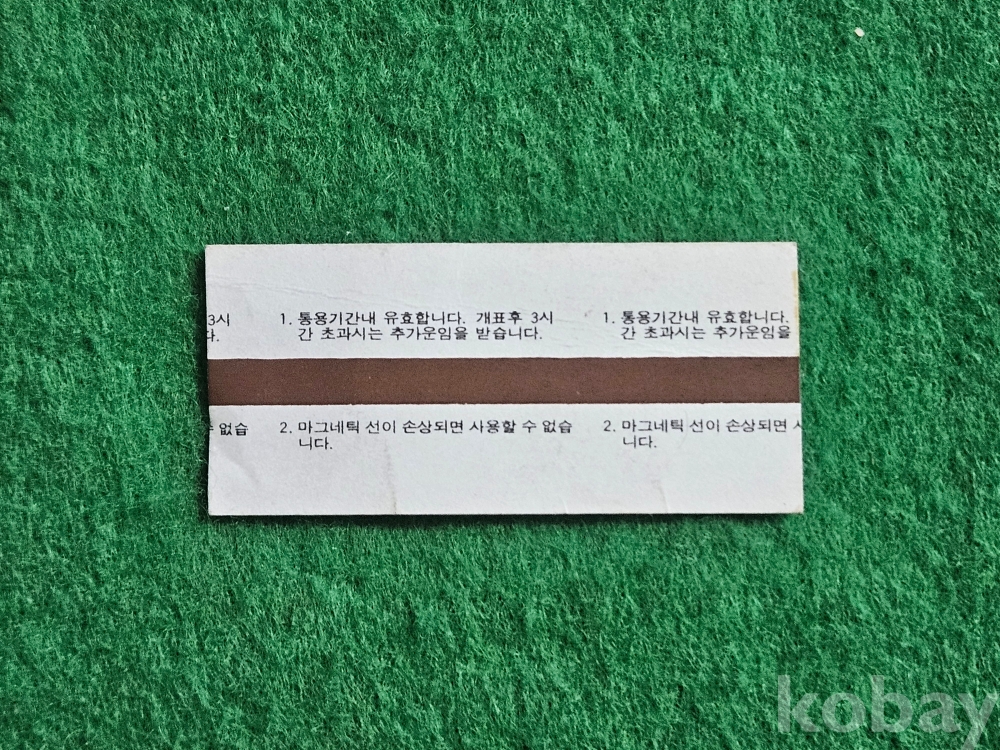 3시 1. 통용기간내 유효합니다. 개표후 3시 1. 통용기간내 유효합니다.
다. 간 초과시는 추가운임을 받습니다. 간 초과시는 추가운임을
수 없습 2. 마그네틱 선이 손상되면 사용할 수 없습 2. 마그네틱 선이 손상되면
니다. 니다.
kobay